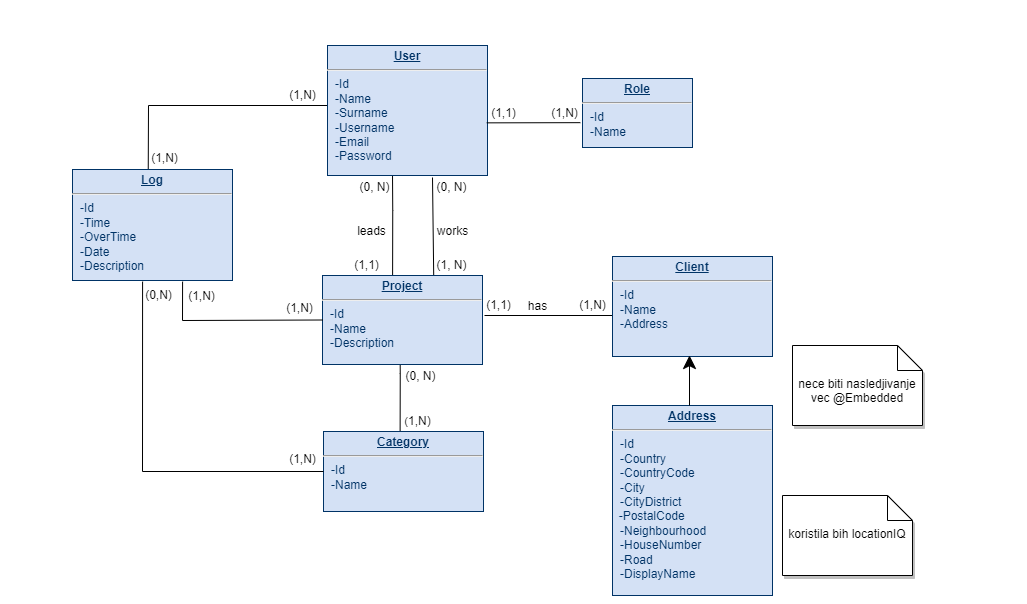 User
-Id
-Name
-Surname
-Username
-Email
-Password
Role
-Id
-Name
(1,N)
(1,1)
(1,N)
(1,N)
Log
-Id
-Time
-OverTime
-Date
-Description
(0, N)
(0, N)
leads
works
(1,1)
(1, N)
Project
-Id
-Name
-Description
(0,N)
(1,N)
(1,N)
(1,1)
has
(1,N)
Client
-Id
-Name
-Address
nece biti nasledjivanje
vec @Embedded
(0, N)
(1,N)
Category
-Id
-Name
(1,N)
Address
-Id
-Country
-CountryCode
-City
-CityDistrict
-PostalCode
-Neighbourhood
-HouseNumber
-Road
-DisplayName
koristila bih locationIQ